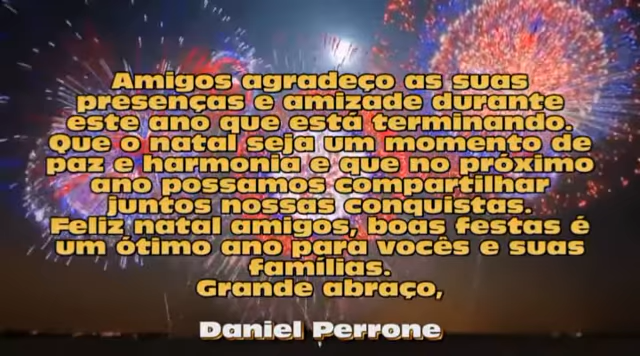 Amigos agradeço as suas
presenças e amizade durante
este ano que está terminando.
Que o natal seja um momento de
paz e harmonia e que no próximo
ano possamos compartilhar
juntos nossas conquistas.
Feliz natal amigos, boas festas é
um ótimo ano para vocês e suas
famílias.
Grande abraço,
Daniel Perrone